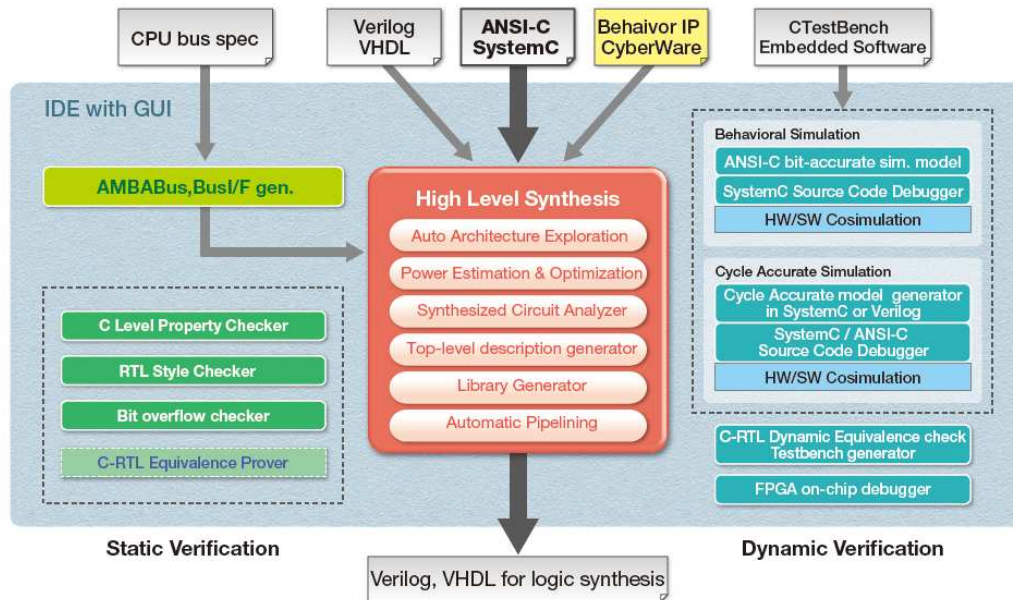 CPU bus spec
Verilog
VHDL
ANSI-C
SystemC
Behaivor IP
CyberWare
CTestBench
Embedded Software
IDE with GUI
AMBABus,BusI/F gen.
C Level Property Checker
RTL Style Checker
Bit overflow checker
C-RTL Equivalence Prover
Static Verification
High Level Synthesis
Auto Architecture Exploration
Power Estimation & Optimization
Synthesized Circuit Analyzer
Top-level description generator
Library Generator
Automatic Pipelining
Behavioral Simulation
ANSI-C bit-accurate sim. model
SystemC Source Code Debugger
HW/SW Cosimulation
Cycle Accurate Simulation
Cycle Accurate model generator
in SystemC or Verilog
SystemC / ANSI-C
Source Code Debugger
HW/SW Cosimulation
C-RTL Dynamic Equivalence check
Testbench generator
FPGA on-chip debugger
Dynamic Verification
Verilog, VHDL for logic synthesis